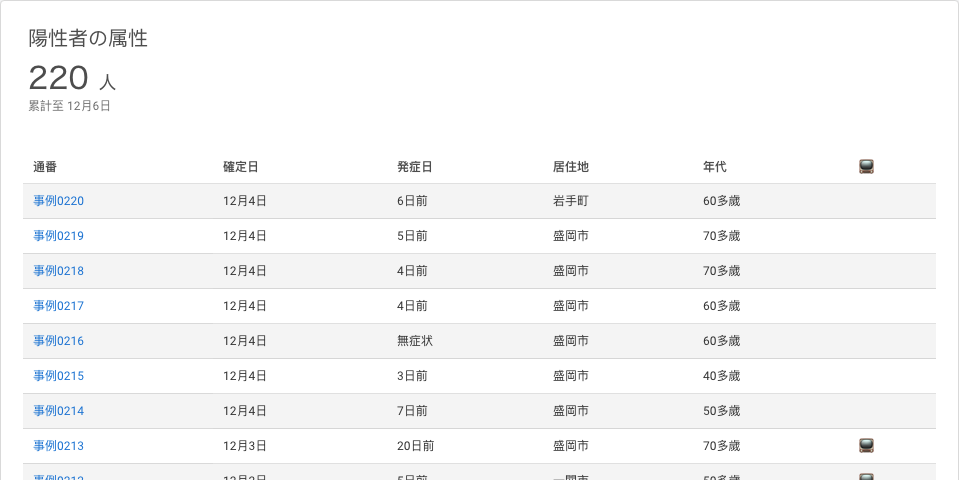 陽性者の属性
220 人
累計至 12月6日
通番 確定日 発症日 居住地 年代
事例0220 12月4日 6日前 岩手町 60多歳
事例0219 12月4日 5日前 盛岡市 70多歳
事例0218 12月4日 4日前 盛岡市 70多歳
事例0217 12月4日 4日前 盛岡市 60多歳
事例0216 12月4日 無症状 盛岡市 60多歳
事例0215 12月4日 3日前 盛岡市 40多歳
事例0214 12月4日 7日前 盛岡市 50多歳
事例0213 12月3日 20日前 盛岡市 70多歳